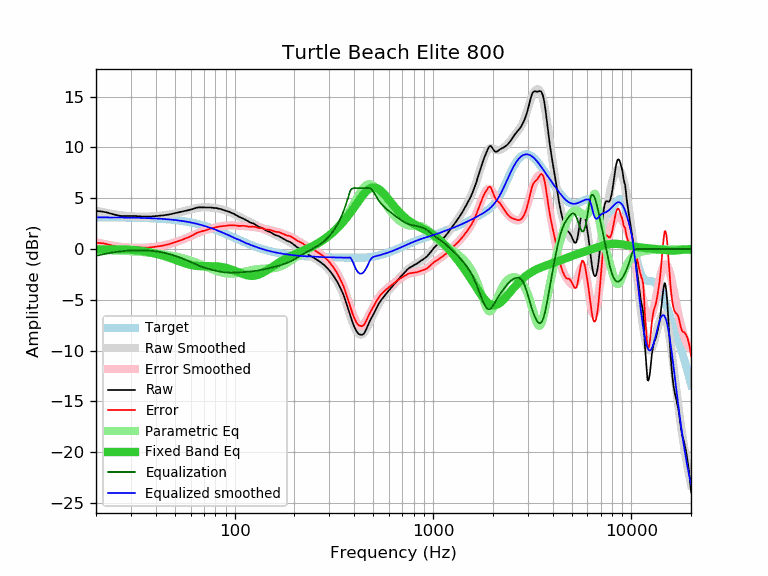 Turtle Beach Elite 800
Amplitude (dBr)
15
10
5
0
−5
−10
−15
−20
−25
Target
Raw Smoothed
Error Smoothed
Raw
Error
Parametric Eq
Fixed Band Eq
Equalization
Equalized smoothed
100
1000
10000
Frequency (Hz)